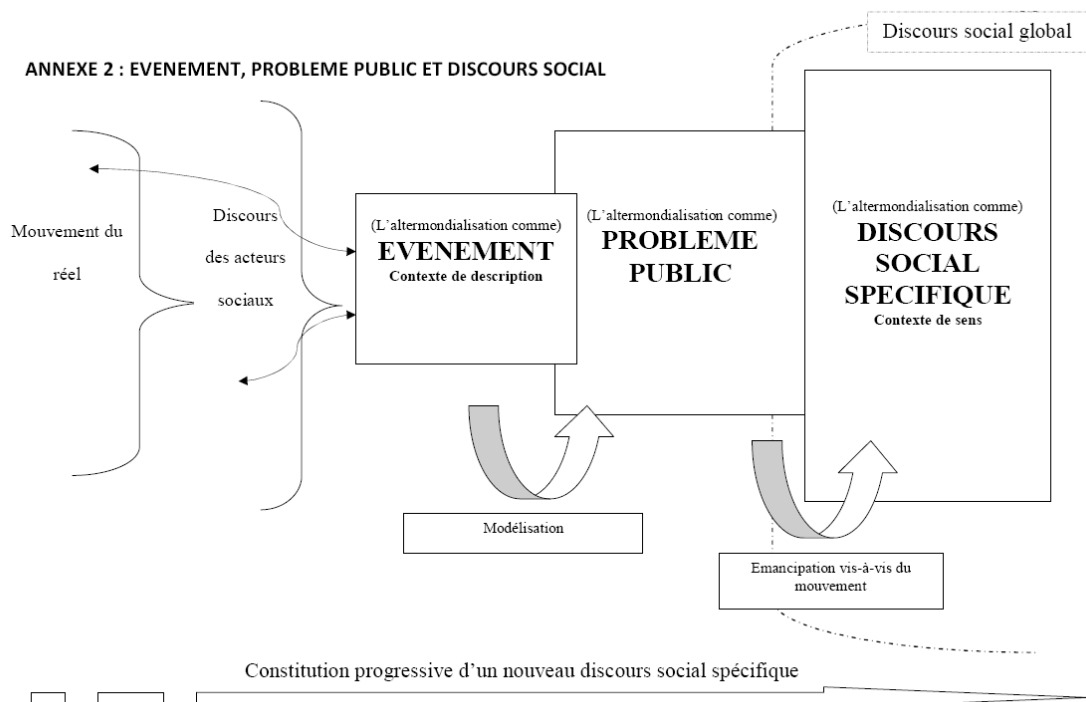 Discours social global
ANNEXE 2 : EVENEMENT, PROBLEME PUBLIC ET DISCOURS SOCIAL
Mouvement du
réel
Discours
des acteurs
sociaux
(L'altermondialisation comme)
EVENEMENT
Contexte de description
(L'altermondialisation comme)
PROBLEME
PUBLIC
(L'altermondialisation comme)
DISCOURS
SOCIAL
SPECIFIQUE
Contexte de sens
Modélisation
Emancipation vis-à-vis du
mouvement
Constitution progressive d'un nouveau discours social spécifique